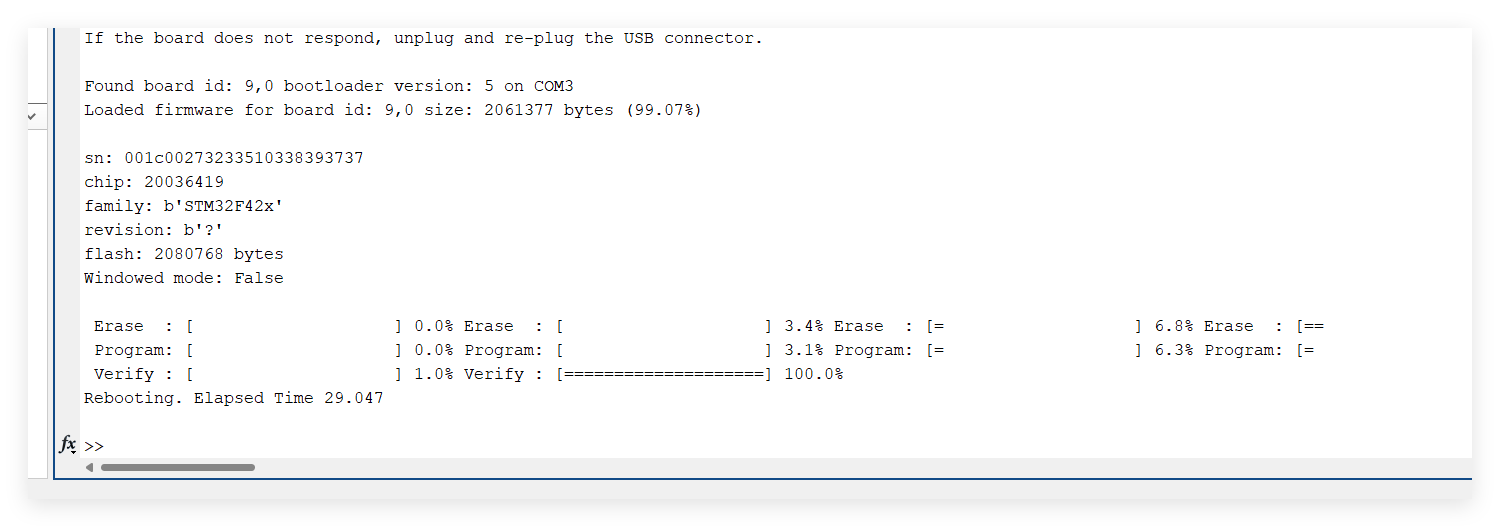 If the board does not respond, unplug and re-plug the USB connector.
Found board id: 9,0 bootloader version: 5 on COM3
Loaded firmware for board id: 9,0 size: 2061377 bytes (99.07%)
sn: 001c00273233510338393737
chip: 20036419
family: b'STM32F42x'
revision: b'?'
flash: 2080768 bytes
Windowed mode: False
Erase  : [                    ] 0.0% Erase  : [                    ] 3.4% Erase  : [=                   ] 6.8% Erase  : [==
Program: [                    ] 0.0% Program: [                    ] 3.1% Program: [=                   ] 6.3% Program: [=
Verify : [                    ] 1.0% Verify : [====================] 100.0%
Rebooting. Elapsed Time 29.047
fx >>